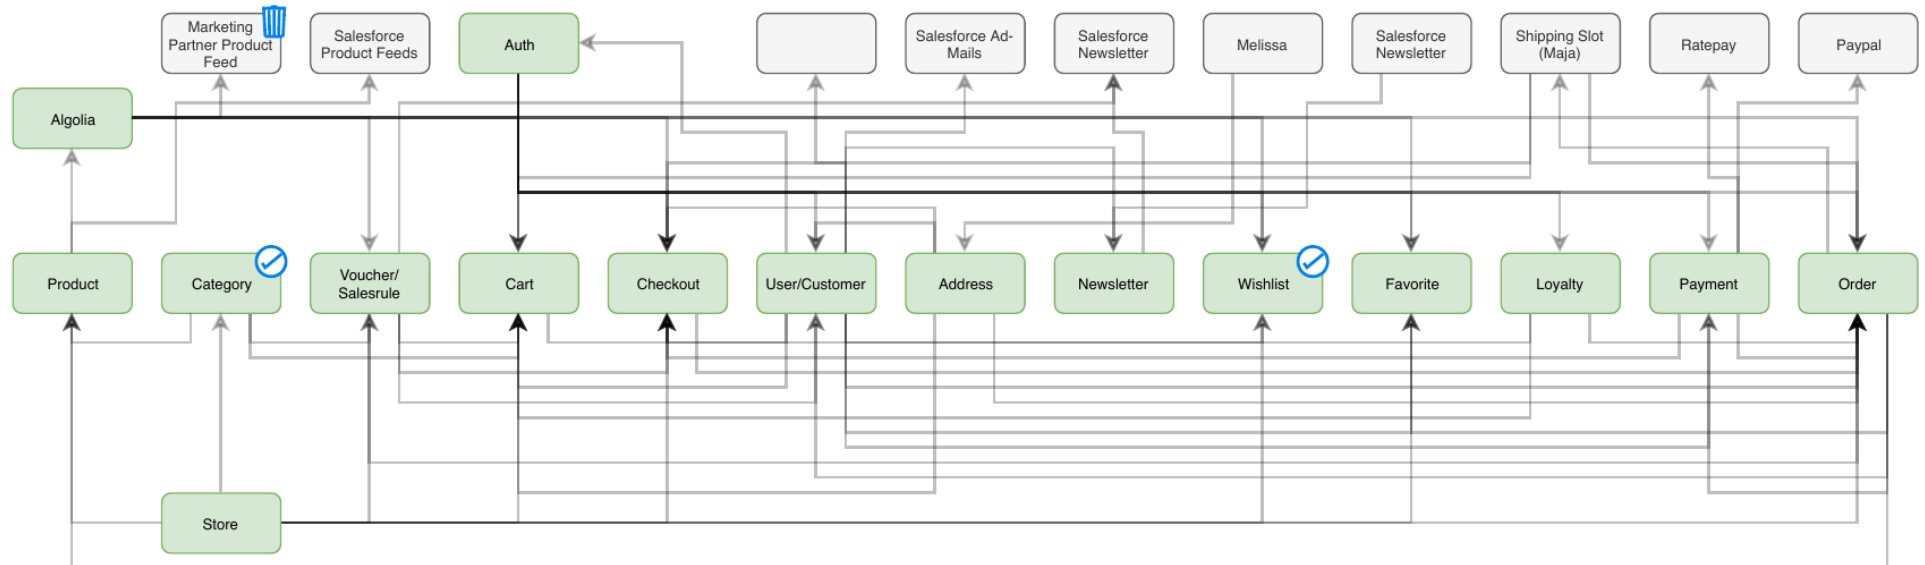 Marketing
Partner Product
Feed
Salesforce
Product Feeds
Auth
Salesforce Ad-
Mails
Salesforce
Newsletter
Melissa
Salesforce
Newsletter
Shipping Slot
(Maja)
Ratepay
Paypal
Algolia
Product
Category
Voucher/
Salesrule
Cart
Checkout
User/Customer
Address
Newsletter
Wishlist
Favorite
Loyalty
Payment
Order
Store